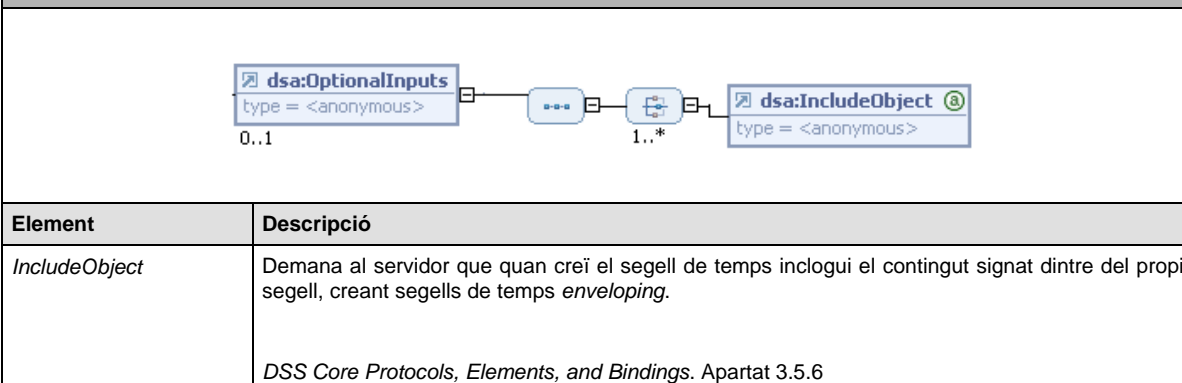 dsa:OptionalInputs
type = <anonymous>
0..1
1..*
dsa:IncludeObject a
type = <anonymous>
Element Descripció
IncludeObject Demana al servidor que quan creï el segell de temps inclogui el contingut signat dintre del propi
segell, creant segells de temps enveloping.
DSS Core Protocols, Elements, and Bindings. Apartat 3.5.6